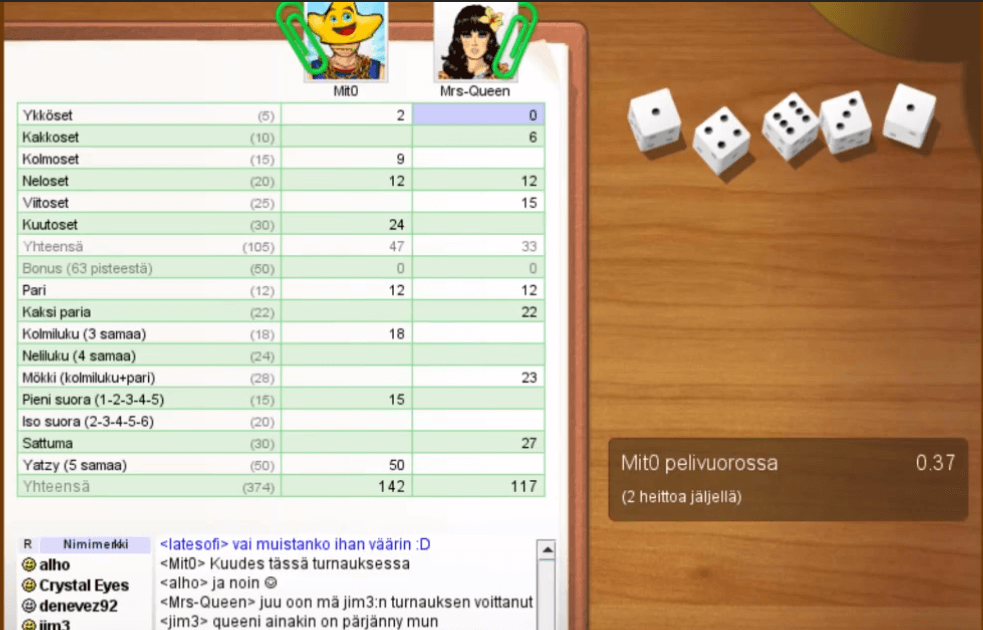 Mit0 Mrs-Queen
Ykköset (5) 2 0
Kakkoset (10) 6
Kolmoset (15) 9
Neloset (20) 12 12
Viitoset (25) 15
Kuutoset (30) 24
Yhteensä (105) 47 33
Bonus (63 pisteestä) (50) 0 0
Pari (12) 12 12
Kaksi paria (22) 22
Kolmiluku (3 samaa) (18) 18
Neliluku (4 samaa) (24)
Mökki (kolmiluku+pari) (28) 23
Pieni suora (1-2-3-4-5) (15) 15
Iso suora (2-3-4-5-6) (20)
Sattuma (30) 27
Yatzy (5 samaa) (50) 50
Yhteensä (374) 142 117
Mit0 pelivuorossa 0.37
(2 heittoa jäljellä)
R Nimimerkki
alho
Crystal Eyes
denevez92
jim3
<latesofi> vai muistanko ihan väärin :D
<Mit0> Kuudes tässä turnauksessa
<alho> ja noin
<Mrs-Queen> juu oon mä jim3:n turnauksen voittanut
<jim3> queeni ainakin on pärjänny mun